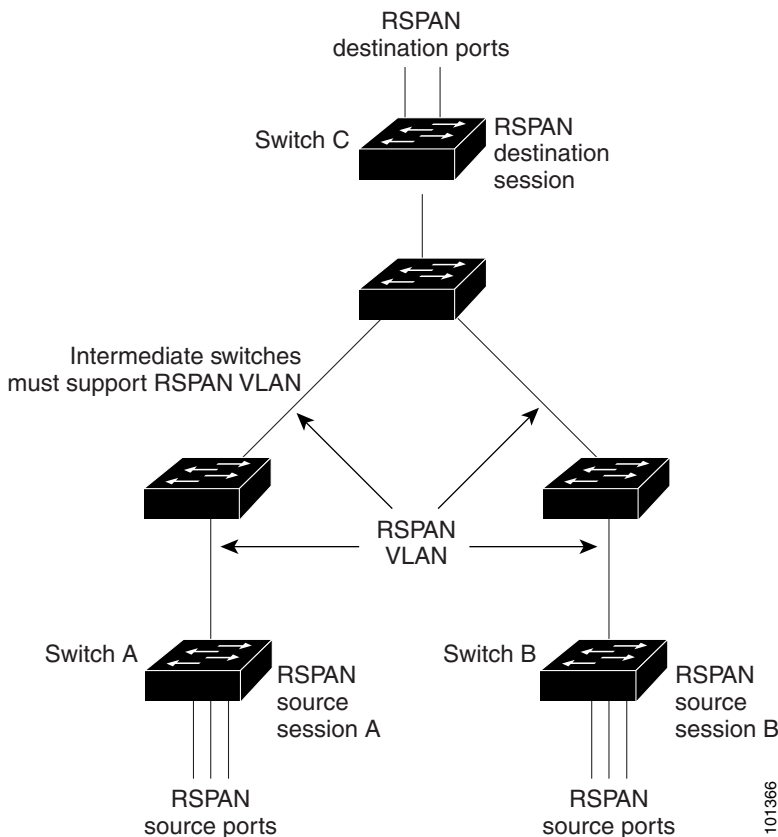 RSPAN
destination ports
Switch C
RSPAN
destination
session
Intermediate switches
must support RSPAN VLAN
RSPAN
VLAN
Switch A
RSPAN
source
session A
Switch B
RSPAN
source
session B
RSPAN
source ports
RSPAN
source ports
101366